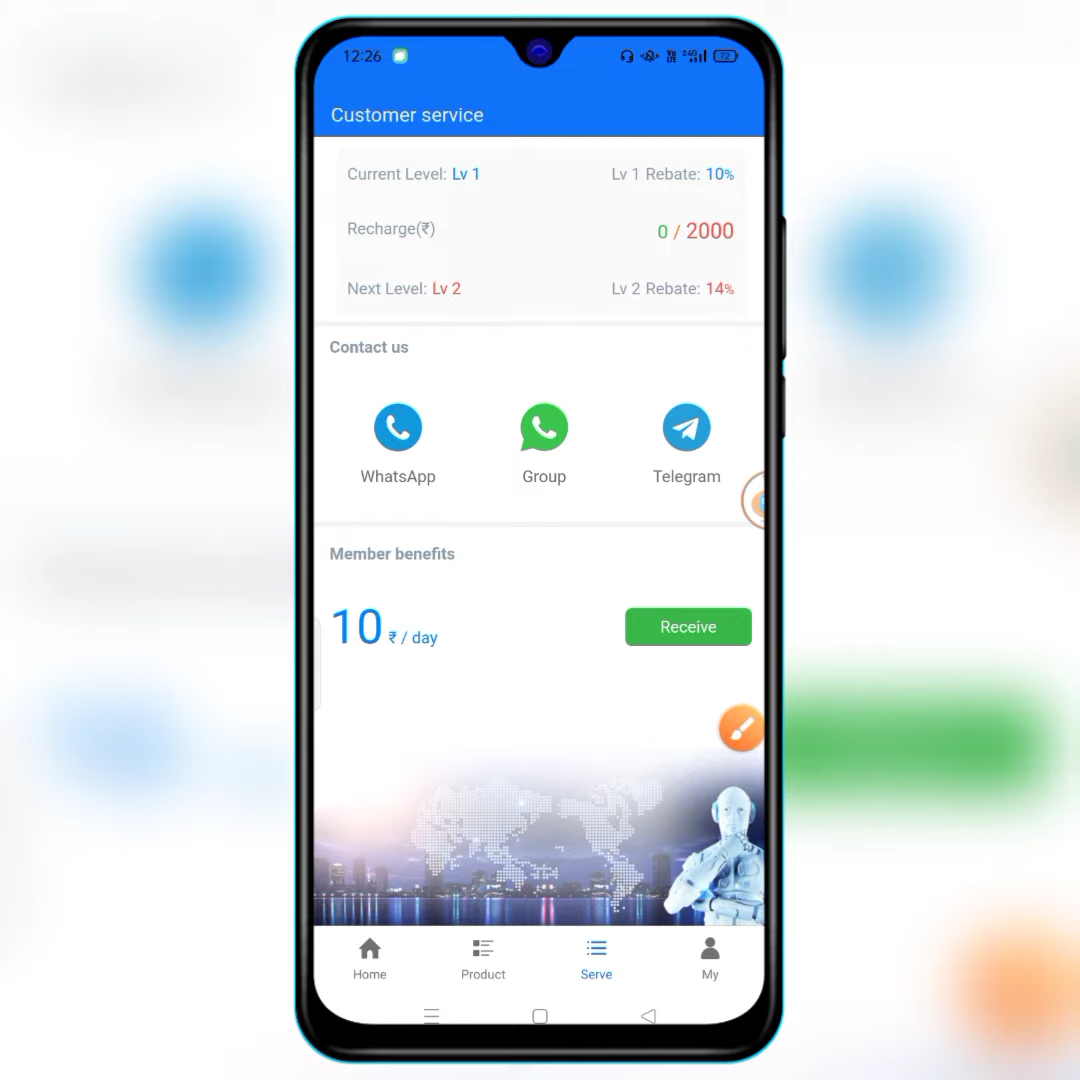 12:26
72
Customer service
Current Level: Lv 1
Lv 1 Rebate: 10%
Recharge(₹)
0 / 2000
Next Level: Lv 2
Lv 2 Rebate: 14%
Contact us
WhatsApp
Group
Telegram
Member benefits
10 ₹ / day
Receive
Home
Product
Serve
My